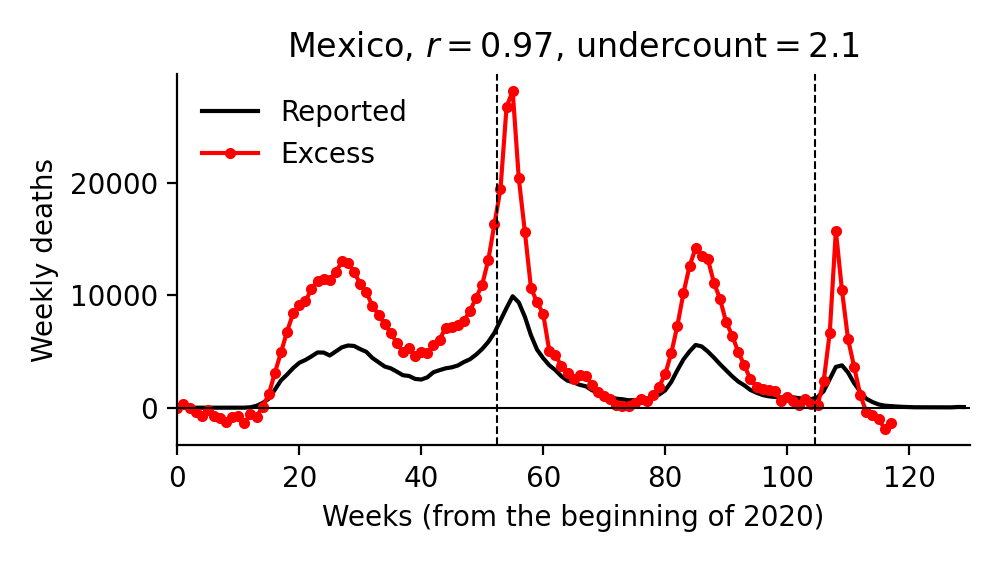 Mexico, r = 0.97, undercount = 2.1
Reported
Excess
Weekly deaths
20000
10000
0
0 20 40 60 80 100 120
Weeks (from the beginning of 2020)